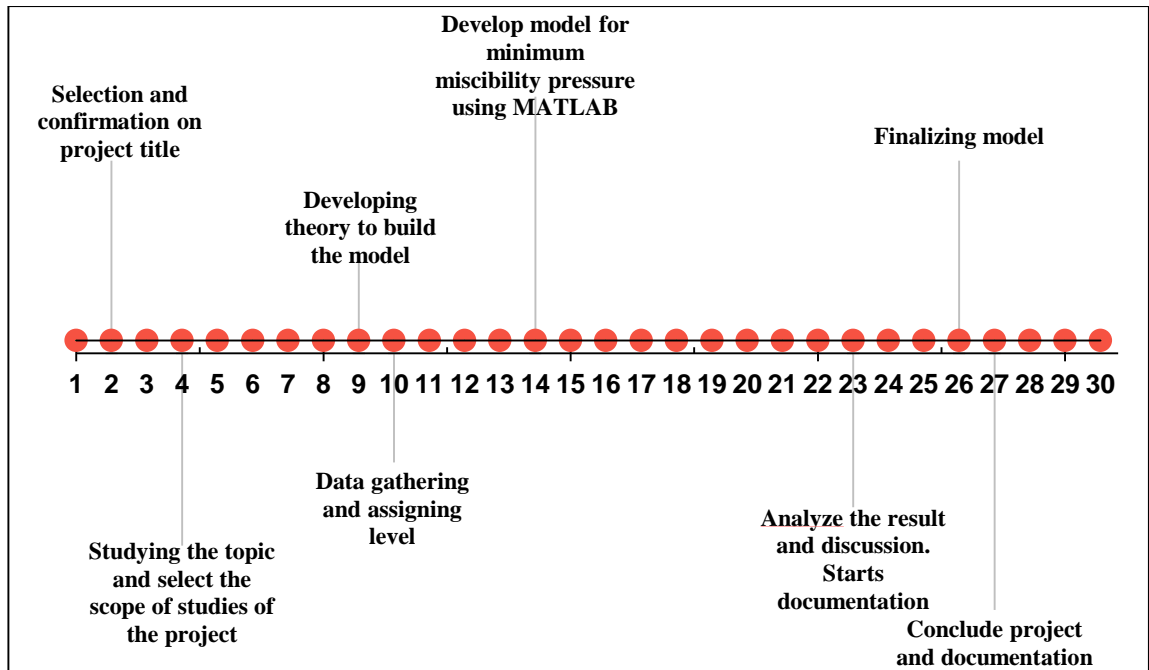 Develop model for
minimum
miscibility pressure
using MATLAB
Selection and
confirmation on
project title
Finalizing model
Developing
theory to build
the model
1 2 3 4 5 6 7 8 9 10 11 12 13 14 15 16 17 18 19 20 21 22 23 24 25 26 27 28 29 30
Data gathering
and assigning
level
Analyze the result
and discussion.
Starts
documentation
Studying the topic
and select the
scope of studies of
the project
Conclude project
and documentation